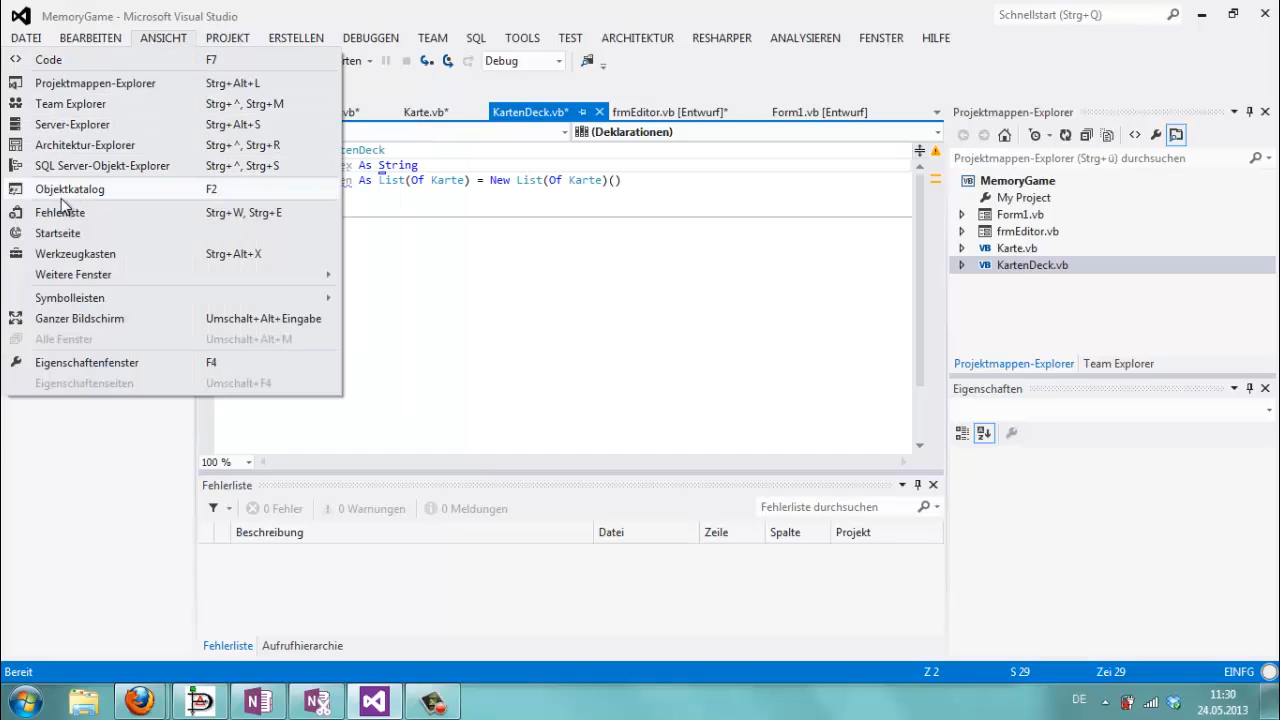 MemoryGame - Microsoft Visual Studio
Schnellstart (Strg+Q)
DATEI BEARBEITEN ANSICHT PROJEKT ERSTELLEN DEBUGGEN TEAM SQL TOOLS TEST ARCHITEKTUR RESHARPER ANALYSIEREN FENSTER HILFE
Code F7
Projektmappen-Explorer Strg+Alt+L
Team Explorer Strg+^, Strg+M
Server-Explorer Strg+Alt+S
Architektur-Explorer Strg+^, Strg+R
SQL Server-Objekt-Explorer Strg+^, Strg+S
Objektkatalog F2
Fehlerliste Strg+W, Strg+E
Startseite
Werkzeugkasten Strg+Alt+X
Weitere Fenster
Symbolleisten
Ganzer Bildschirm Umschalt+Alt+Eingabe
Alle Fenster Umschalt+Alt+M
Eigenschaftenfenster F4
Eigenschaftenseiten Umschalt+F4
rten Debug
vb* Karte.vb* KartenDeck.vb* frmEditor.vb [Entwurf]* Form1.vb [Entwurf]
(Deklarationen)
enDeck
ex As String
en As List(Of Karte) = New List(Of Karte)()
100 %
Projektmappen-Explorer
Projektmappen-Explorer (Strg+ü) durchsuchen
MemoryGame
My Project
Form1.vb
frmEditor.vb
VB Karte.vb
VB KartenDeck.vb
Projektmappen-Explorer Team Explorer
Eigenschaften
Fehlerliste
0 Fehler 0 Warnungen 0 Meldungen Fehlerliste durchsuchen
Beschreibung Datei Zeile Spalte Projekt
Fehlerliste Aufrufhierarchie
Bereit Z 2 S 29 Zei 29 EINFG
DE 11:30
24.05.2013